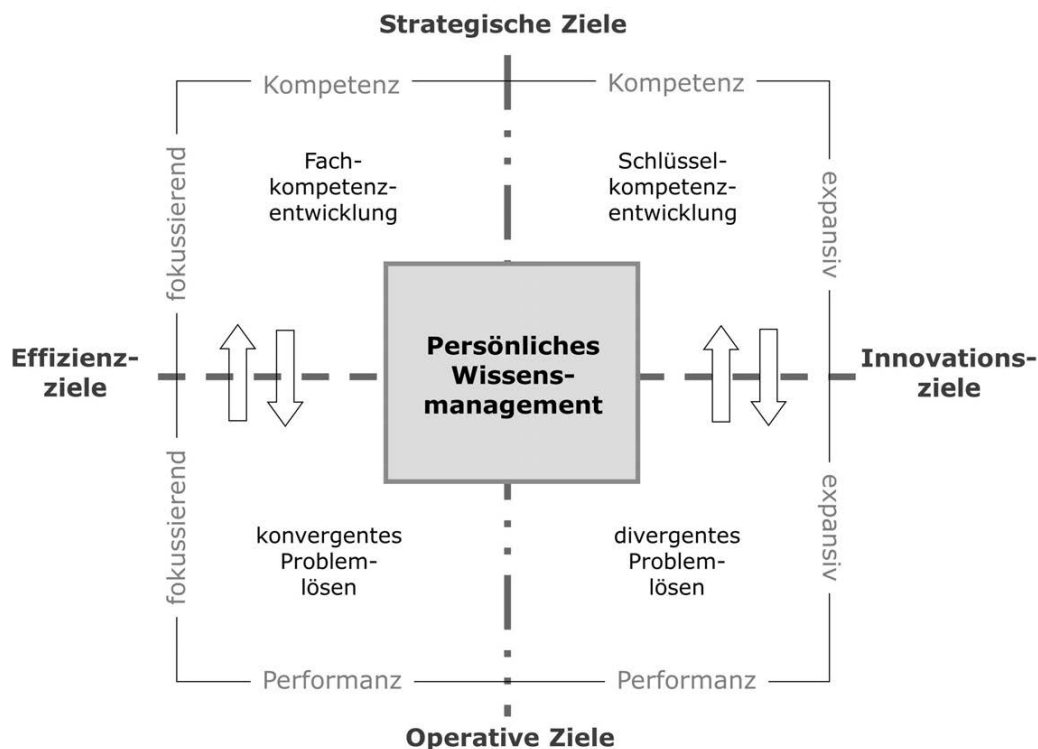 Strategische Ziele
Kompetenz
Kompetenz
fokussierend
Fach-
kompetenz-
entwicklung
Schlüssel-
kompetenz-
entwicklung
expansiv
Effizienz-
ziele
Persönliches
Wissens-
management
Innovations-
ziele
fokussierend
konvergentes
Problem-
lösen
divergentes
Problem-
lösen
expansiv
Performanz
Performanz
Operative Ziele